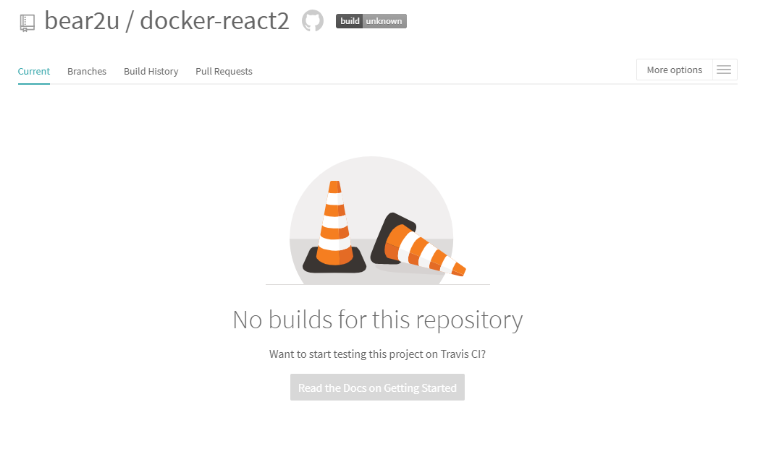 bear2u / docker-react2 build unknown
Current Branches Build History Pull Requests More options
No builds for this repository
Want to start testing this project on Travis CI?
Read the Docs on Getting Started